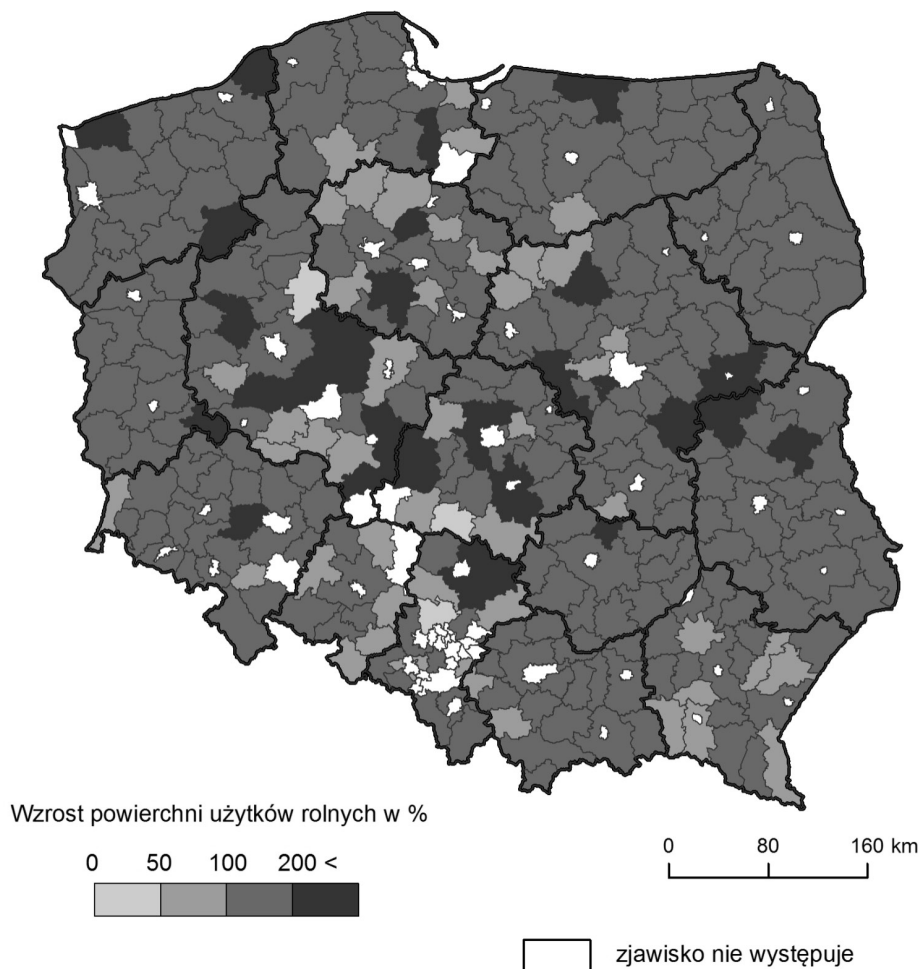 Wzrost powierzchni użytków rolnych w %
0 50 100 200 <
0 80 160 km
zjawisko nie występuje